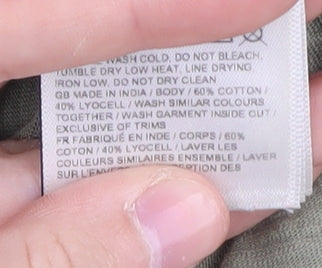 WASH COLD, DO NOT BLEACH,
TUMBLE DRY LOW HEAT, LINE DRYING
IRON LOW, DO NOT DRY CLEAN
GB MADE IN INDIA / BODY / 60% COTTON /
40% LYOCELL / WASH SIMILAR COLOURS
TOGETHER / WASH GARMENT INSIDE OUT /
EXCLUSIVE OF TRIMS
FR FABRIQUÉ EN INDE / CORPS / 60%
COTON / 40% LYOCELL / LAVER LES
COULEURS SIMILAIRES ENSEMBLE / LAVER
SUR L'ENVERS EXCEPTION DES